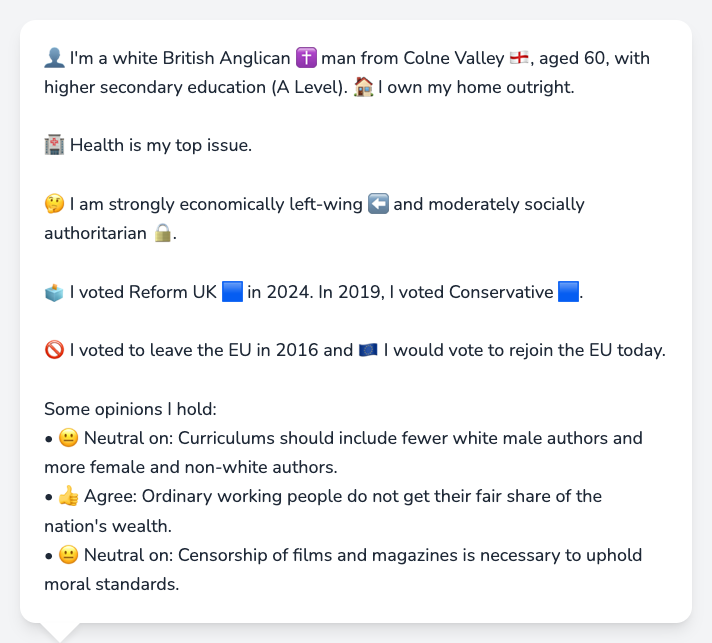 👤 I'm a white British Anglican ✝️ man from Colne Valley 🏴󠁧󠁢󠁥󠁮󠁧󠁿, aged 60, with
higher secondary education (A Level). 🏠 I own my home outright.
🏥 Health is my top issue.
🤔 I am strongly economically left-wing ⬅️ and moderately socially
authoritarian 🔒.
🗳️ I voted Reform UK 🟦 in 2024. In 2019, I voted Conservative 🟦.
🚫 I voted to leave the EU in 2016 and 🇪🇺 I would vote to rejoin the EU today.
Some opinions I hold:
• 😐 Neutral on: Curriculums should include fewer white male authors and
more female and non-white authors.
• 👍 Agree: Ordinary working people do not get their fair share of the
nation's wealth.
• 😐 Neutral on: Censorship of films and magazines is necessary to uphold
moral standards.